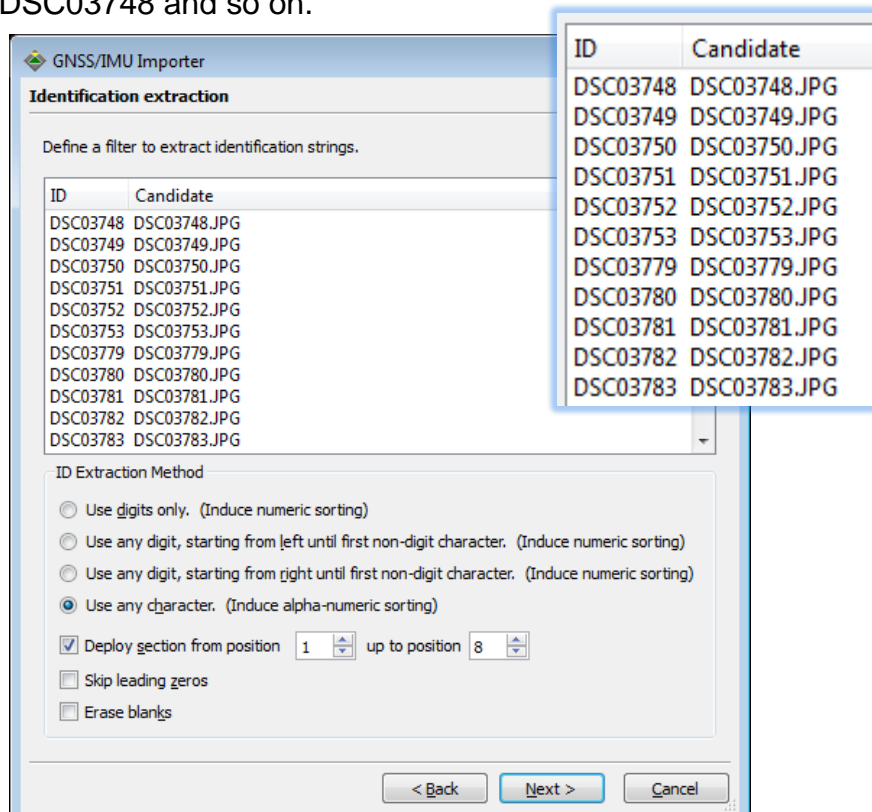 DSC03748 and so on.
GNSS/IMU Importer
Identification extraction
Define a filter to extract identification strings.
ID Candidate
DSC03748 DSC03748.JPG
DSC03749 DSC03749.JPG
DSC03750 DSC03750.JPG
DSC03751 DSC03751.JPG
DSC03752 DSC03752.JPG
DSC03753 DSC03753.JPG
DSC03779 DSC03779.JPG
DSC03780 DSC03780.JPG
DSC03781 DSC03781.JPG
DSC03782 DSC03782.JPG
DSC03783 DSC03783.JPG
ID Candidate
DSC03748 DSC03748.JPG
DSC03749 DSC03749.JPG
DSC03750 DSC03750.JPG
DSC03751 DSC03751.JPG
DSC03752 DSC03752.JPG
DSC03753 DSC03753.JPG
DSC03779 DSC03779.JPG
DSC03780 DSC03780.JPG
DSC03781 DSC03781.JPG
DSC03782 DSC03782.JPG
DSC03783 DSC03783.JPG
ID Extraction Method
Use digits only. (Induce numeric sorting)
Use any digit, starting from left until first non-digit character. (Induce numeric sorting)
Use any digit, starting from right until first non-digit character. (Induce numeric sorting)
Use any character. (Induce alpha-numeric sorting)
Deploy section from position 1 up to position 8
Skip leading zeros
Erase blanks
< Back Next > Cancel